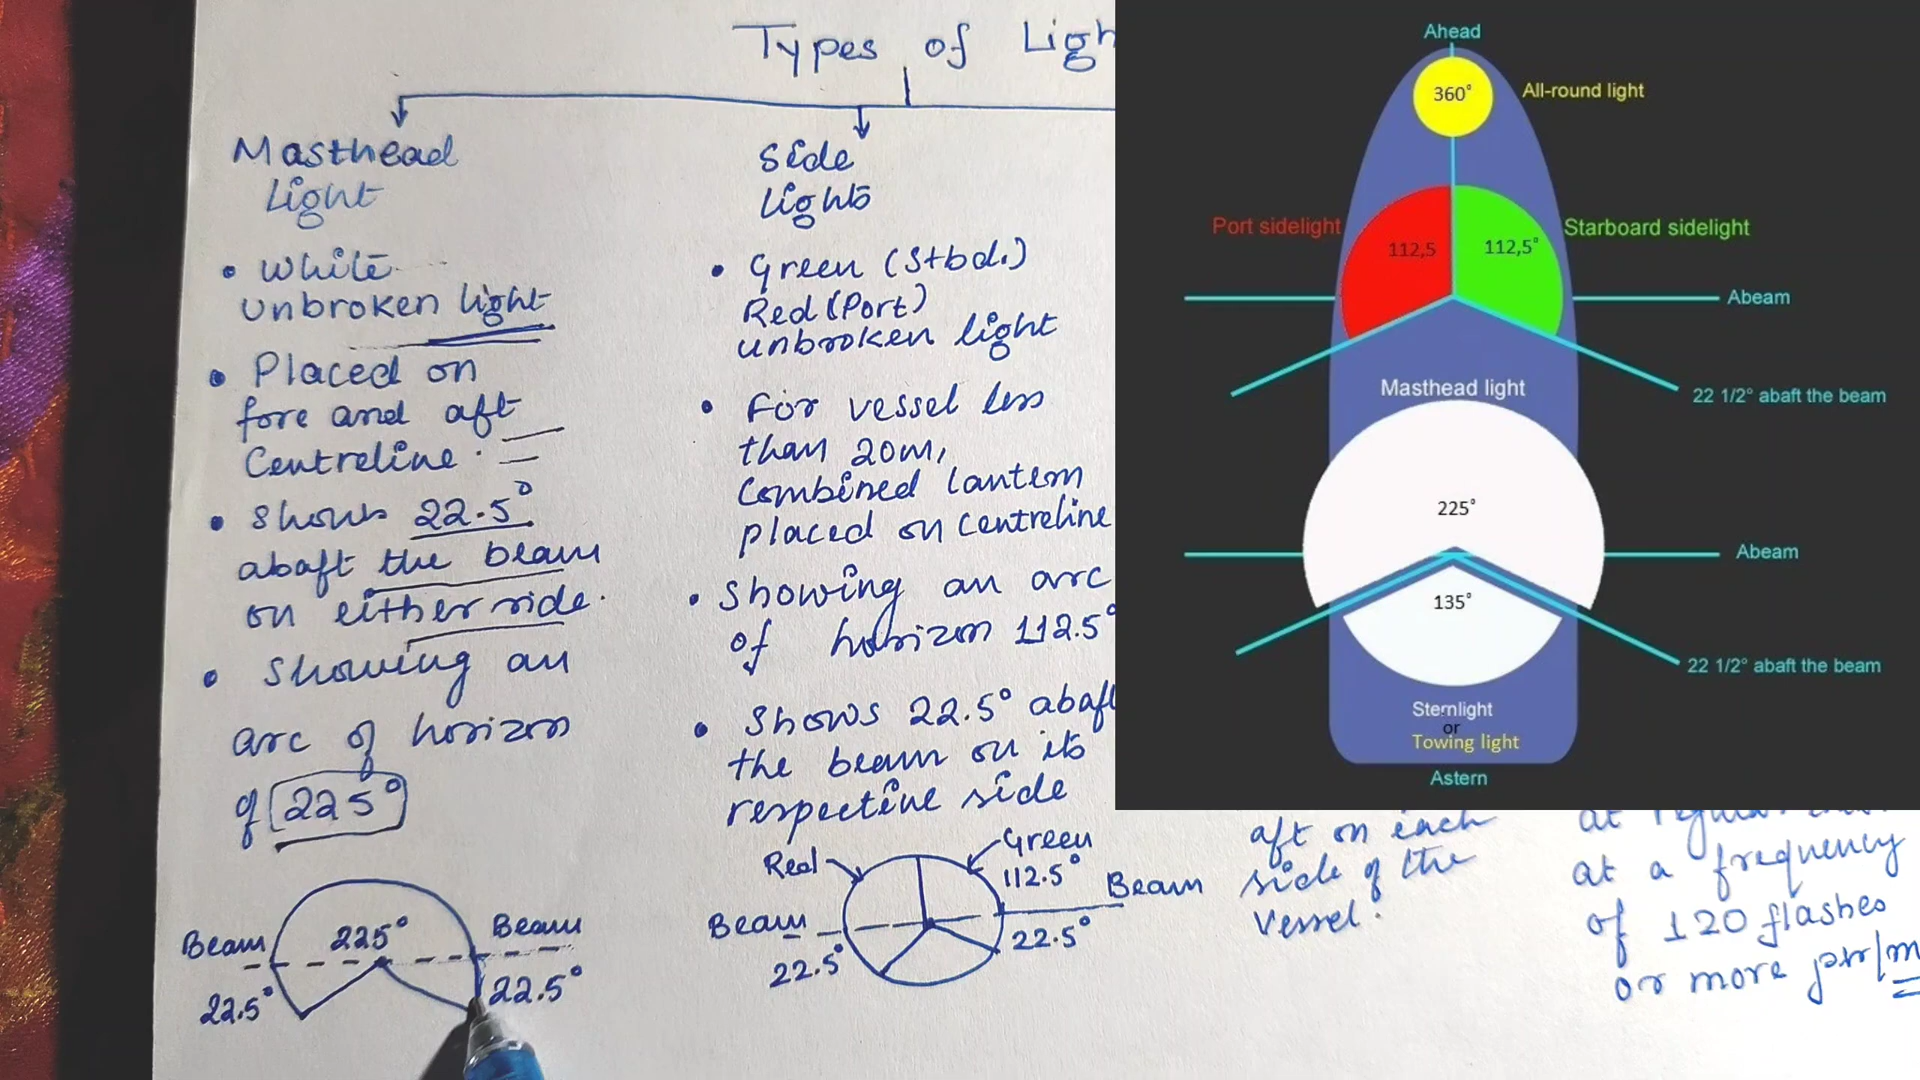 Types of Ligh
Masthead
Light
• White
unbroken light
• Placed on
fore and aft
Centreline.
• Shows 22.5°
abaft the beam
on either side.
• Showing an
arc of horizon
of 225°
Beam 225° Beam
22.5° 22.5°
Side
lights
• Green (Stbd.)
Red (Port)
unbroken light
• For vessel less
than 20m,
Combined lantern
placed on Centreline
• Showing an arc
of horizon 112.5°
• Shows 22.5° abaft
the beam on its
respective side
Red Green
112.5°
Beam Beam
22.5° 22.5°
aft on each
side of the
Vessel.
at
at a frequency
of 120 flashes
or more per/m
Ahead
360° All-round light
Port sidelight 112,5 112,5° Starboard sidelight
Abeam
Masthead light 22 1/2° abaft the beam
225°
Abeam
135°
22 1/2° abaft the beam
Sternlight
or
Towing light
Astern